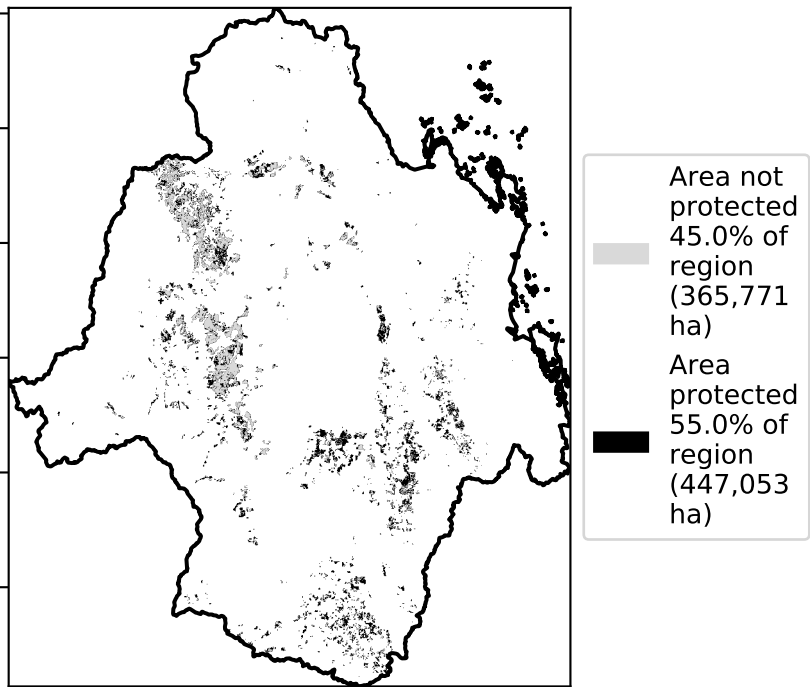 Area not
protected
45.0% of
region
(365,771
ha)
Area
protected
55.0% of
region
(447,053
ha)